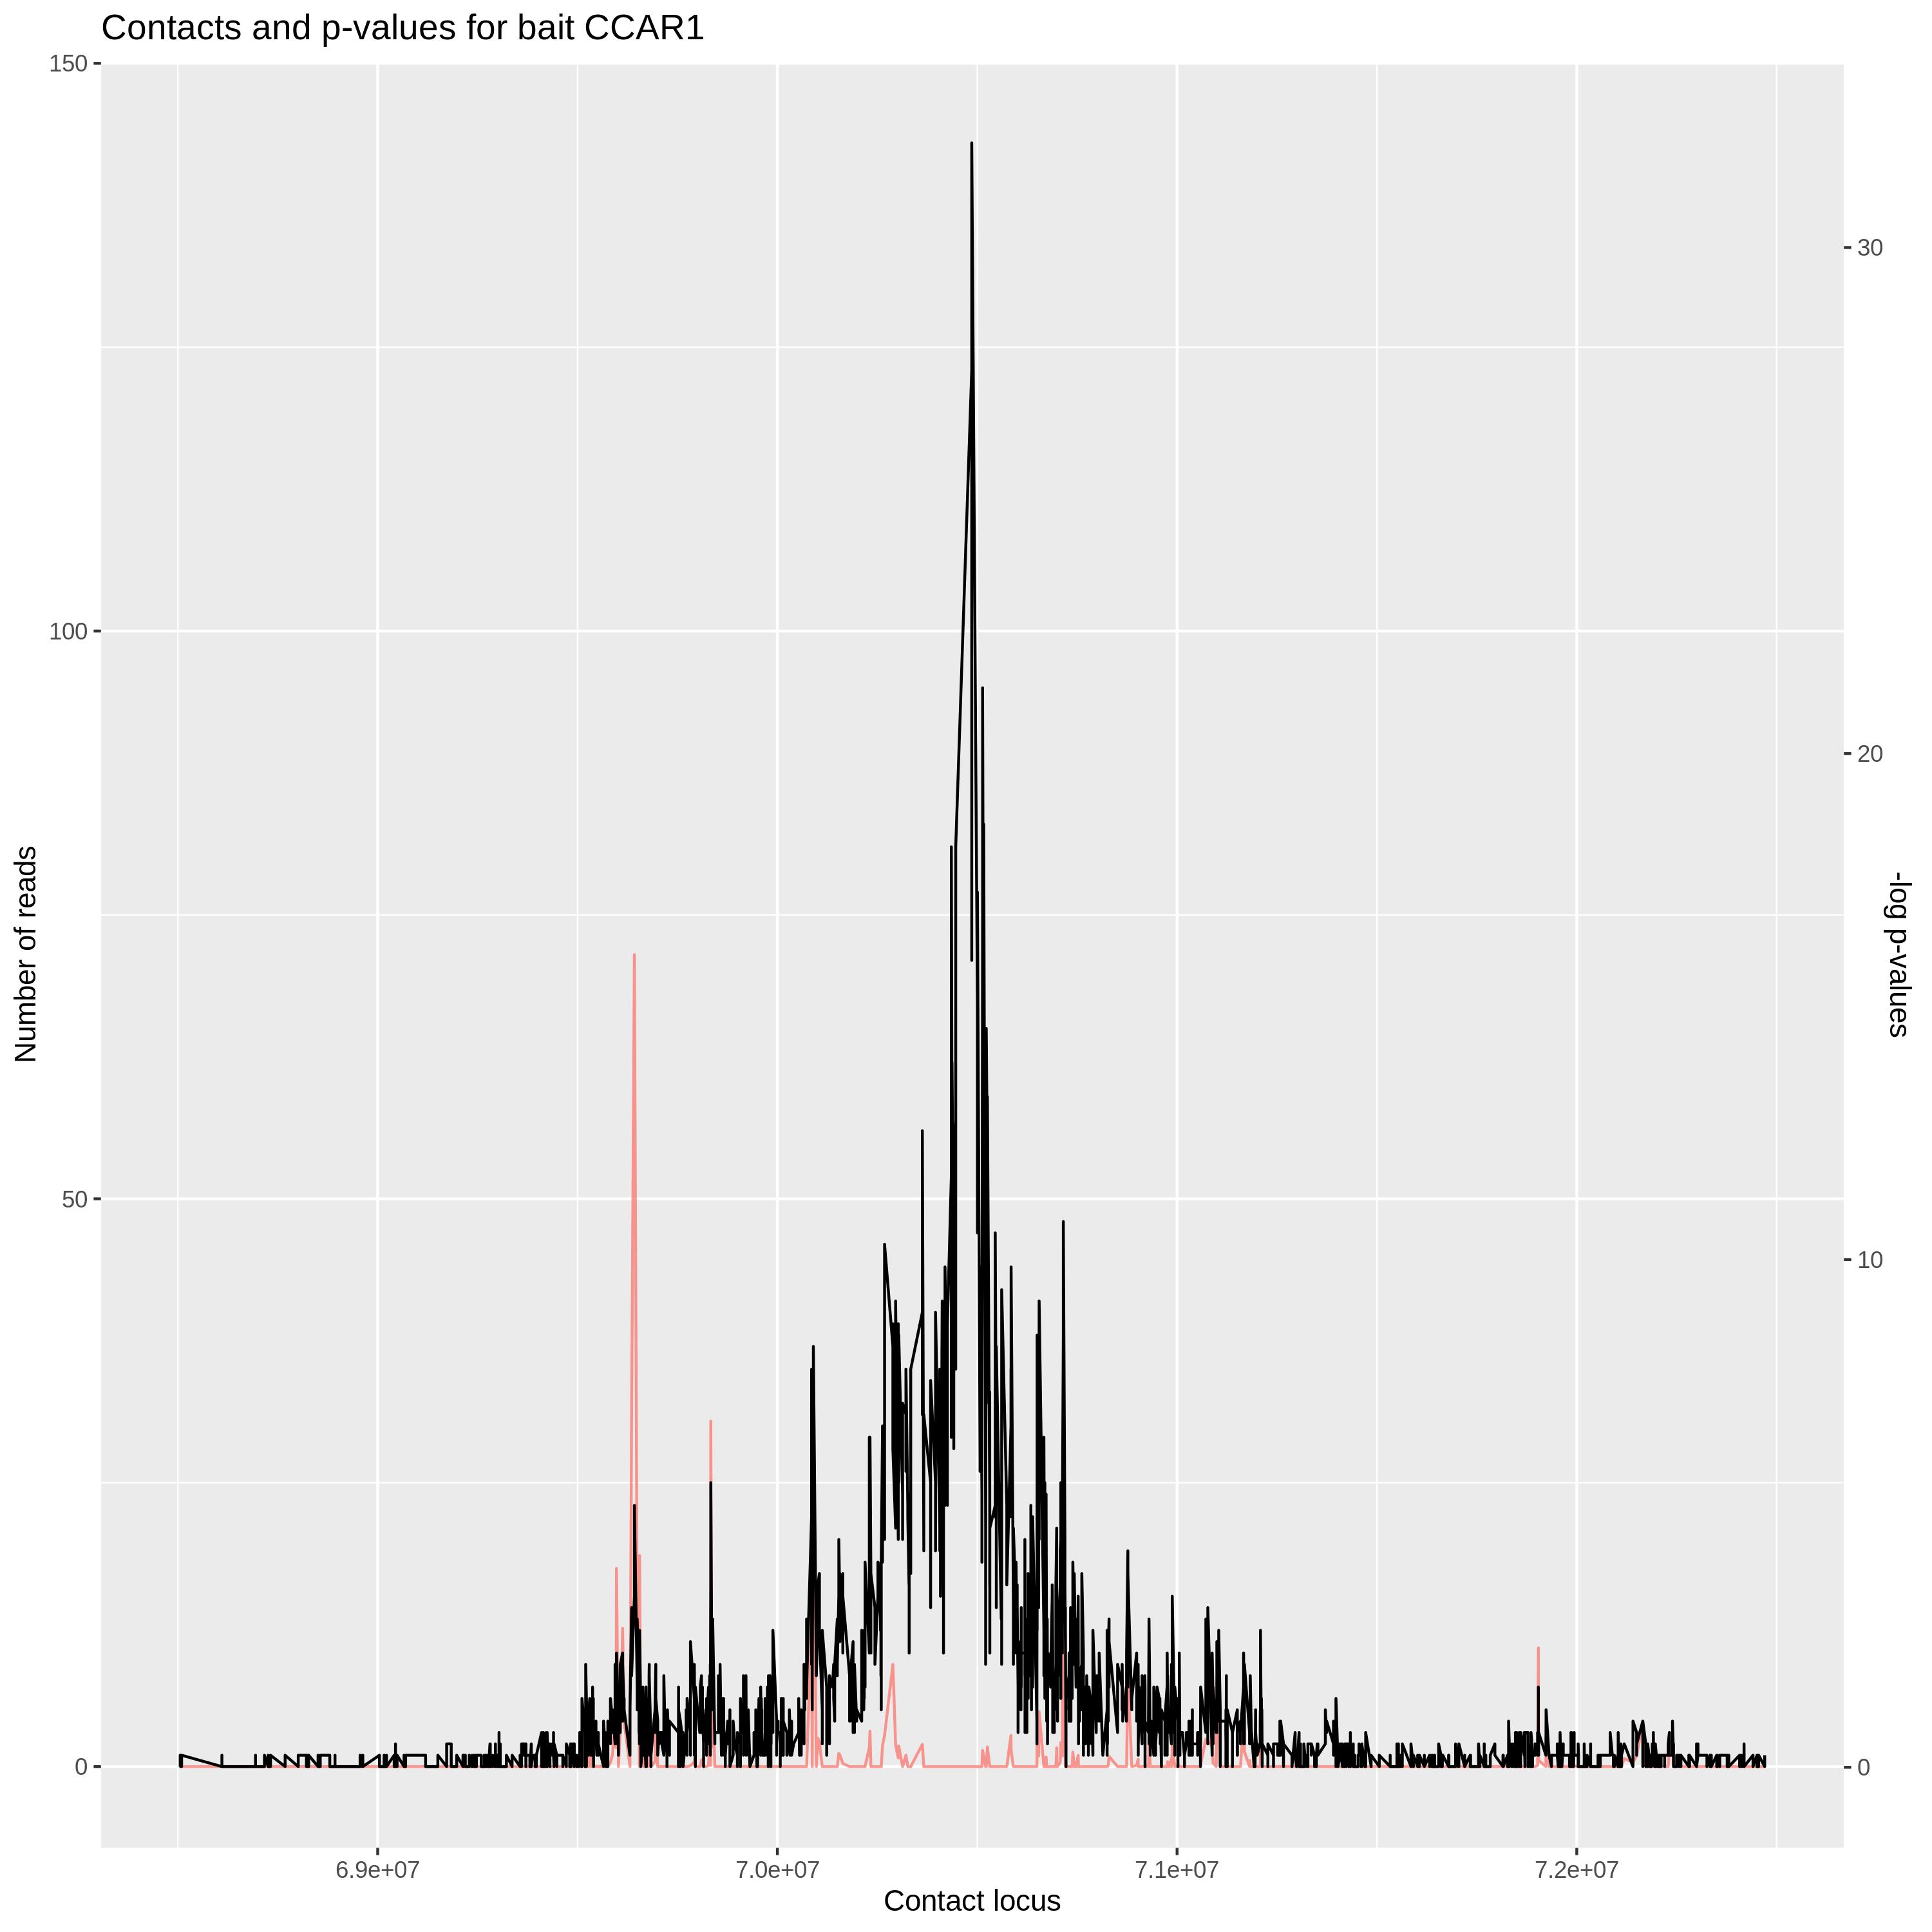 Contacts and p-values for bait CCAR1
150
100
50
0
Number of reads
30
20
10
0
-log p-values
6.9e+07
7.0e+07
7.1e+07
7.2e+07
Contact locus